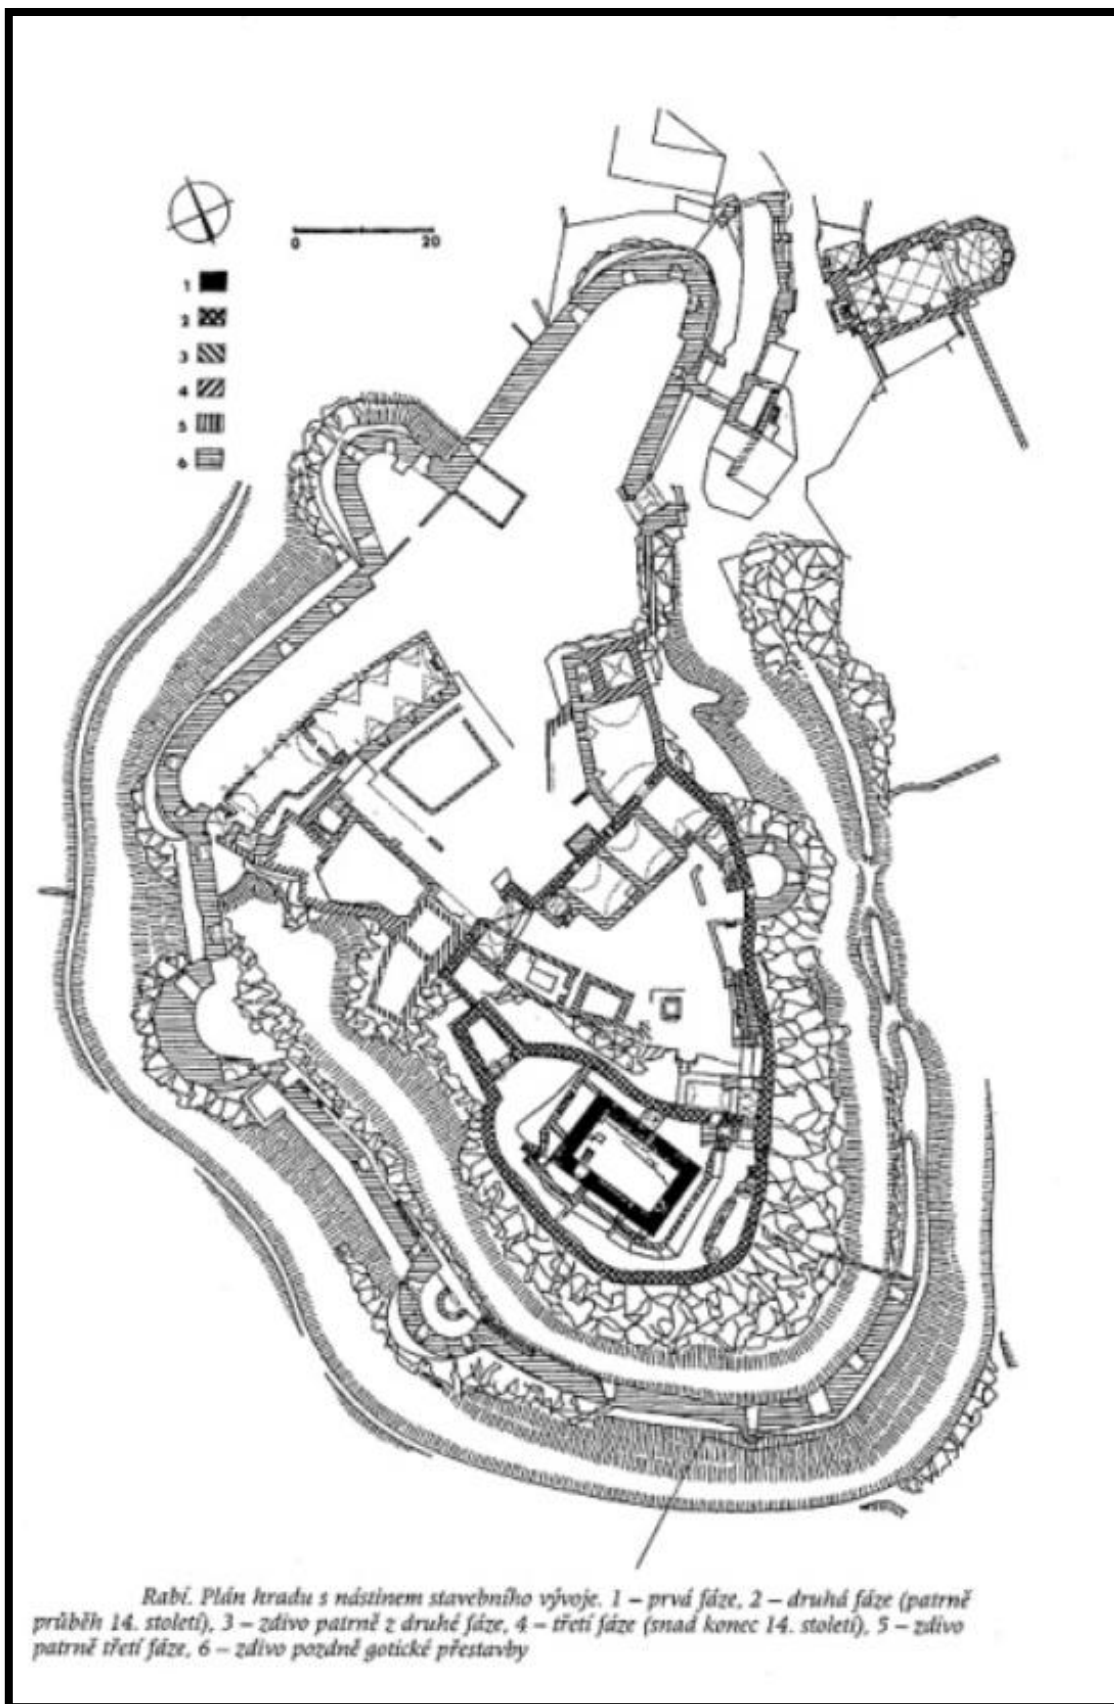 0 20
1
2
3
4
5
6
Rabí. Plán hradu s nástinem stavebního vývoje. 1 – prvá fáze, 2 – druhá fáze (patrně
průběh 14. století), 3 – zdivo patrně z druhé fáze, 4 – třetí fáze (snad konec 14. století), 5 – zdivo
patrně třetí fáze, 6 – zdivo pozdně gotické přestavby